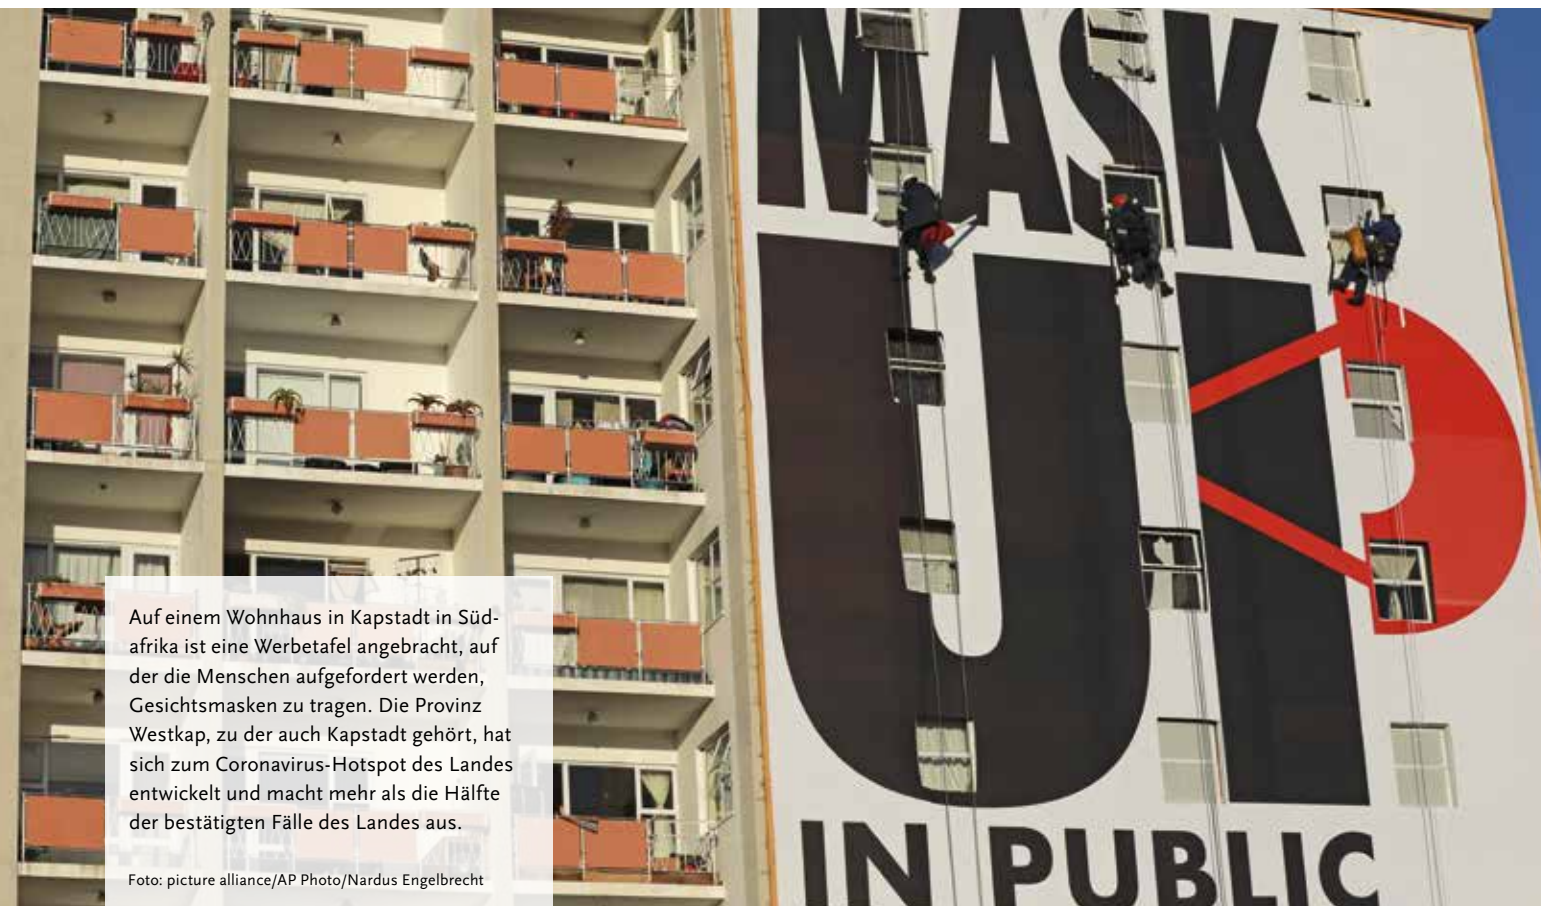 MASK
UP
IN PUBLIC
Auf einem Wohnhaus in Kapstadt in Süd-
afrika ist eine Werbetafel angebracht, auf
der die Menschen aufgefordert werden,
Gesichtsmasken zu tragen. Die Provinz
Westkap, zu der auch Kapstadt gehört, hat
sich zum Coronavirus-Hotspot des Landes
entwickelt und macht mehr als die Hälfte
der bestätigten Fälle des Landes aus.
Foto: picture alliance/AP Photo/Nardus Engelbrecht